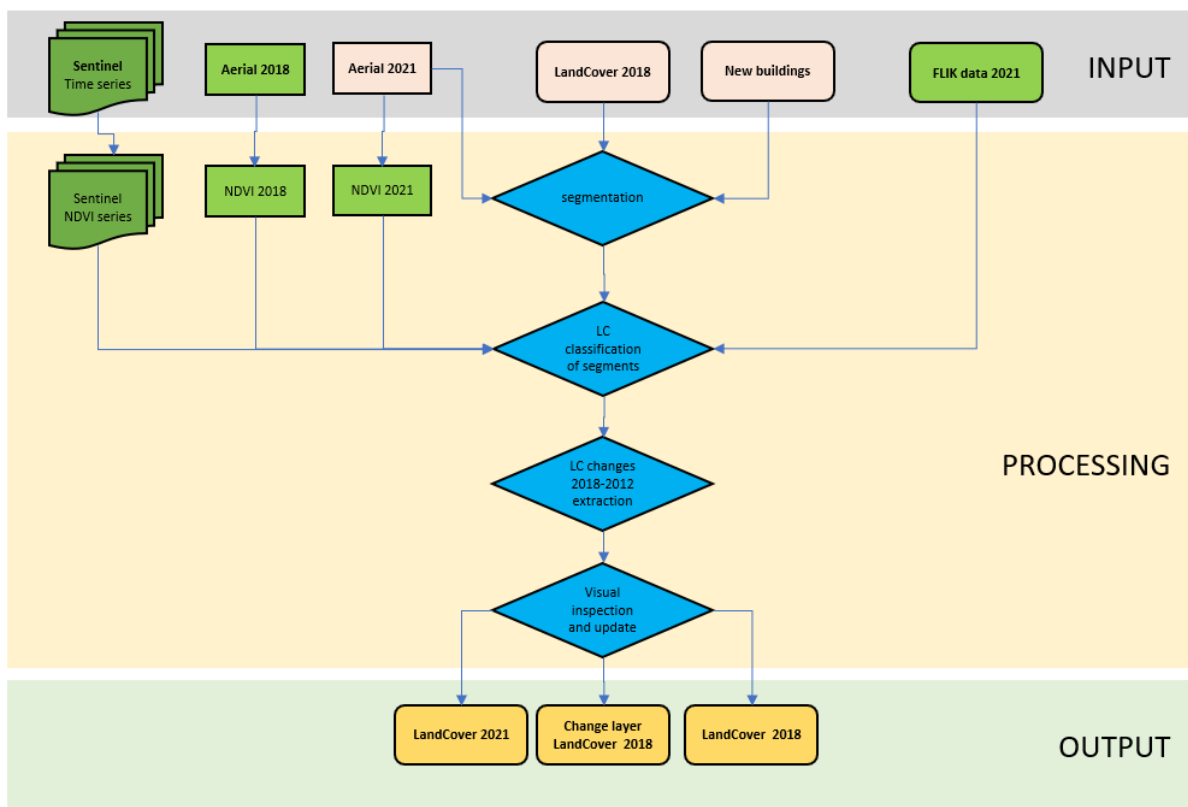 Sentinel
Time series
Aerial 2018
Aerial 2021
LandCover 2018
New buildings
FLIK data 2021
INPUT
Sentinel
NDVI series
NDVI 2018
NDVI 2021
segmentation
LC
classification
of segments
LC changes
2018-2012
extraction
PROCESSING
Visual
inspection
and update
LandCover 2021
Change layer
LandCover 2018
LandCover 2018
OUTPUT